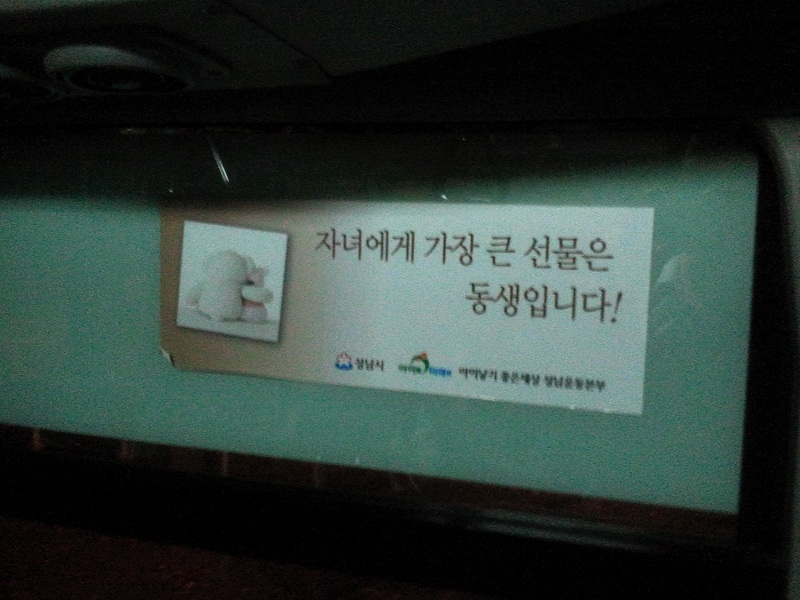 자녀에게 가장 큰 선물은
동생입니다!
성남시 아이낳기 좋은세상 성남운동본부